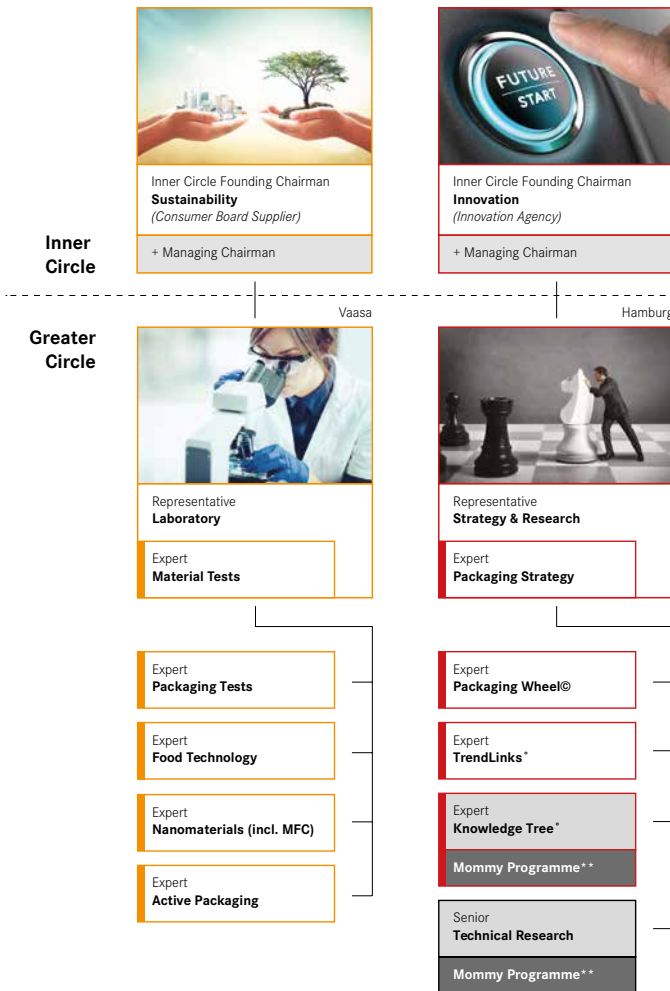 FUTURE
START
Inner Circle Founding Chairman
Sustainability
(Consumer Board Supplier)
+ Managing Chairman
Inner Circle Founding Chairman
Innovation
(Innovation Agency)
+ Managing Chairman
Inner
Circle
Greater
Circle
Vaasa
Representative
Laboratory
Expert
Material Tests
Expert
Packaging Tests
Expert
Food Technology
Expert
Nanomaterials (incl. MFC)
Expert
Active Packaging
Hamburg
Representative
Strategy & Research
Expert
Packaging Strategy
Expert
Packaging Wheel©
Expert
TrendLinks*
Expert
Knowledge Tree*
Mommy Programme**
Senior
Technical Research
Mommy Programme**